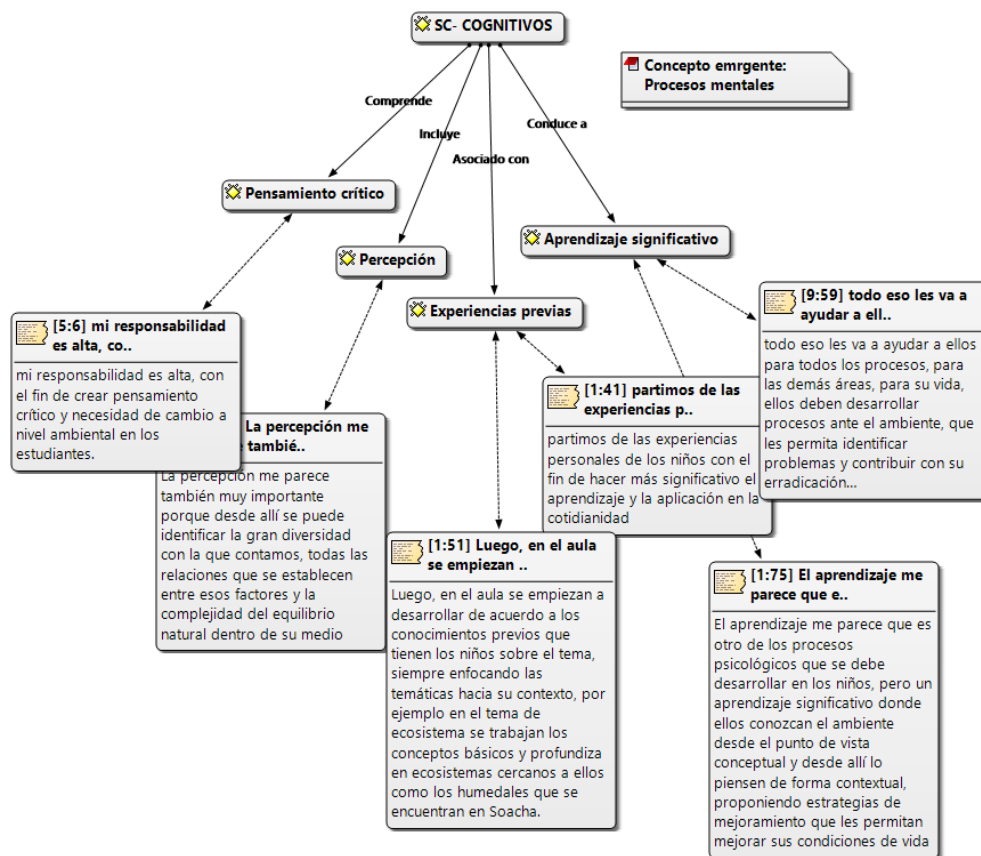 SC- COGNITIVOS
Concepto emrgente:
Procesos mentales
Comprende
Incluye
Asociado con
Conduce a
Pensamiento crítico
Percepción
Experiencias previas
Aprendizaje significativo
[5:6] mi responsabilidad
es alta, co..
mi responsabilidad es alta, con
el fin de crear pensamiento
crítico y necesidad de cambio a
nivel ambiental en los
estudiantes.
La percepción me
tambié..
La percepción me parece
también muy importante
porque desde allí se puede
identificar la gran diversidad
con la que contamos, todas las
relaciones que se establecen
entre esos factores y la
complejidad del equilibrio
natural dentro de su medio
[1:51] Luego, en el aula
se empiezan ..
Luego, en el aula se empiezan a
desarrollar de acuerdo a los
conocimientos previos que
tienen los niños sobre el tema,
siempre enfocando las
temáticas hacia su contexto, por
ejemplo en el tema de
ecosistema se trabajan los
conceptos básicos y profundiza
en ecosistemas cercanos a ellos
como los humedales que se
encuentran en Soacha.
[1:41] partimos de las
experiencias p..
partimos de las experiencias
personales de los niños con el
fin de hacer más significativo el
aprendizaje y la aplicación en la
cotidianidad
[9:59] todo eso les va a
ayudar a ell..
todo eso les va a ayudar a ellos
para todos los procesos, para
las demás áreas, para su vida,
ellos deben desarrollar
procesos ante el ambiente, que
les permita identificar
problemas y contribuir con su
erradicación...
[1:75] El aprendizaje me
parece que e..
El aprendizaje me parece que es
otro de los procesos
psicológicos que se debe
desarrollar en los niños, pero un
aprendizaje significativo donde
ellos conozcan el ambiente
desde el punto de vista
conceptual y desde allí lo
piensen de forma contextual,
proponiendo estrategias de
mejoramiento que les permitan
mejorar sus condiciones de vida